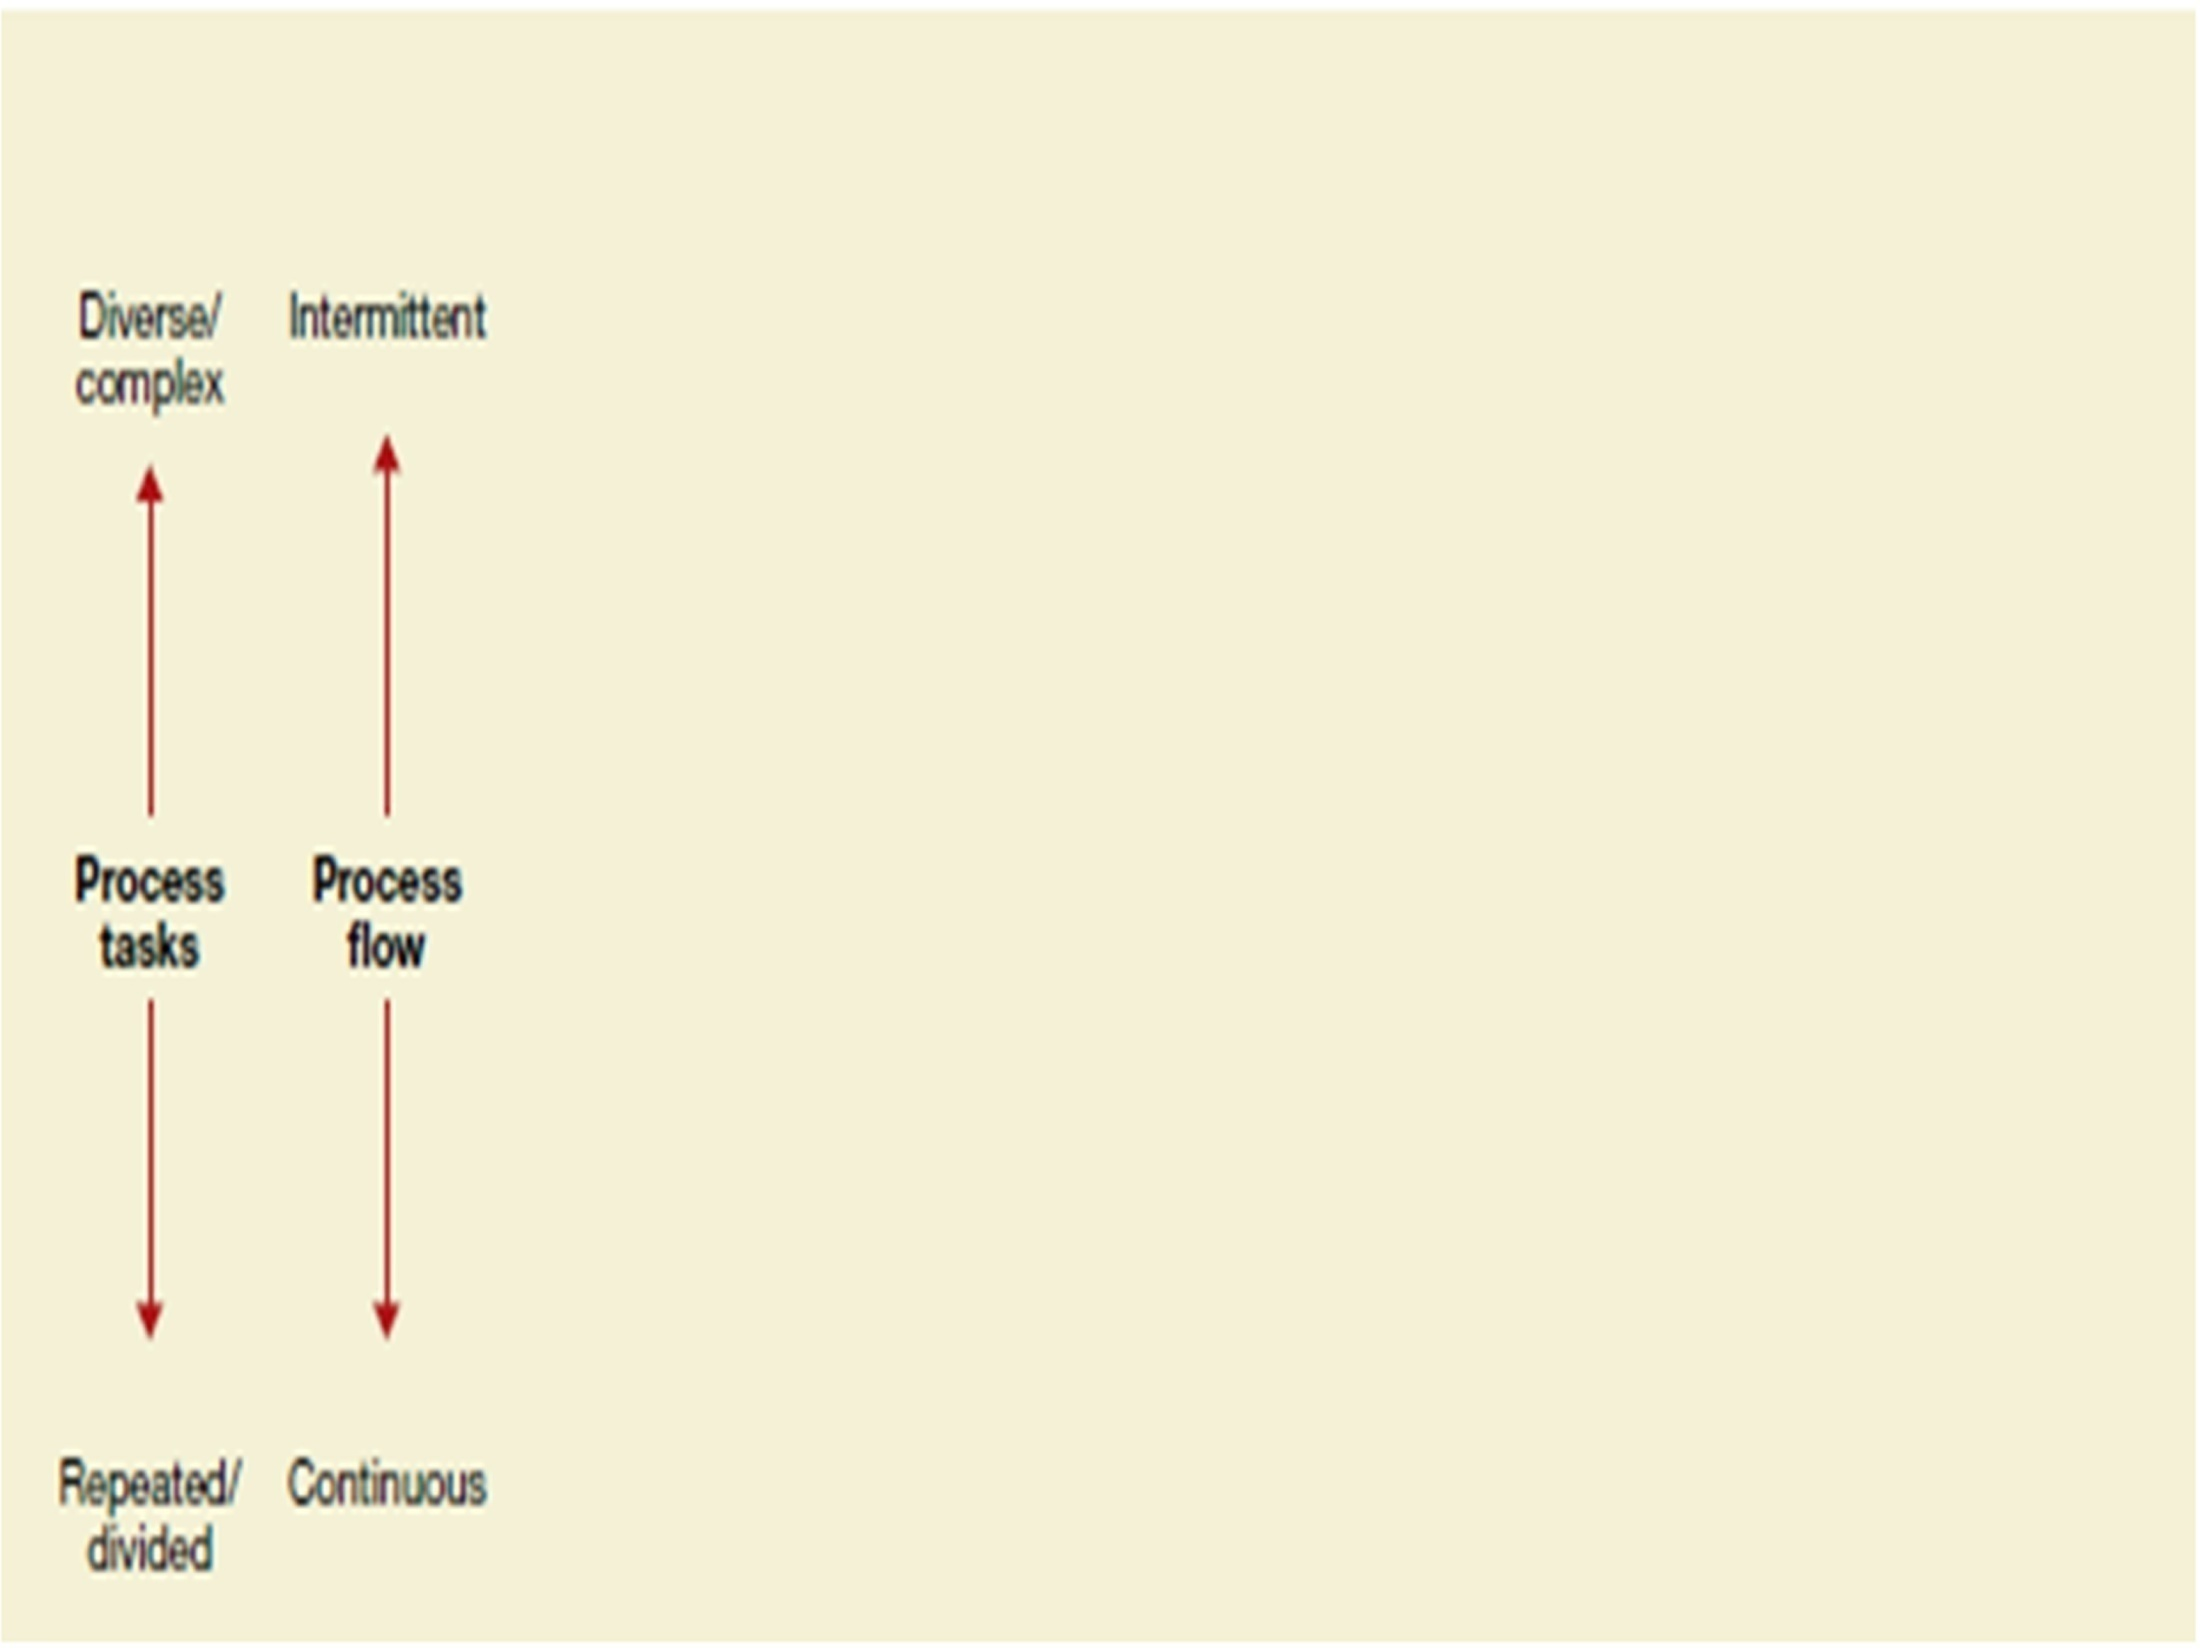 Diverse/
complex
Intermittent
Process
tasks
Process
flow
Repeated/
divided
Continuous